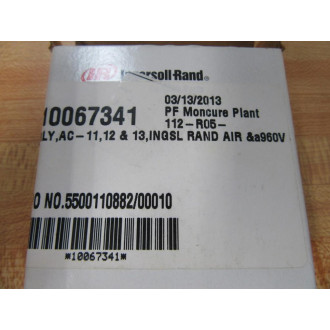 IR Ingersoll-Rand®
10067341
03/13/2013
PF Moncure Plant
112-R05-
LY,AC-11,12 & 13,INGSL RAND AIR &a960V
O NO.5500110882/00010
*10067341*